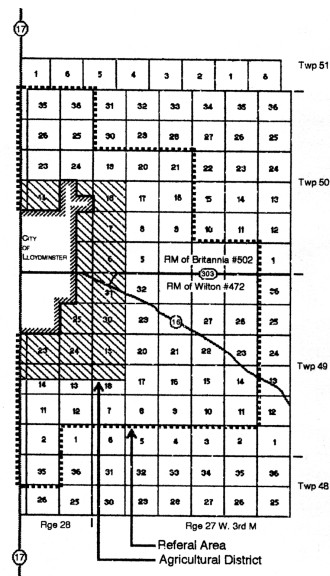 17
1 6 5 4 3 2 1 6 Twp 51
35 36 31 32 33 34 35 36
26 25 30 29 28 27 26 25
23 24 19 20 21 22 23 24
Twp 50
14 18 17 16 15 14 13
7 8 9 10 11 12
CITY
OF
LLOYDMINSTER
6 5 RM of Britannia #502 1
303
31 32 RM of Wilton #472 36
25 30 29 16 27 26 25
23 24 19 20 21 22 23 24 Twp 49
14 13 18 17 16 15 14 13
11 12 7 8 9 10 11 12
2 1 6 5 4 3 2 1
35 36 31 32 33 34 35 36 Twp 48
26 25 30 29 28 27 26 25
Rge 28 Rge 27 W. 3rd M
Referal Area
Agricultural District
17